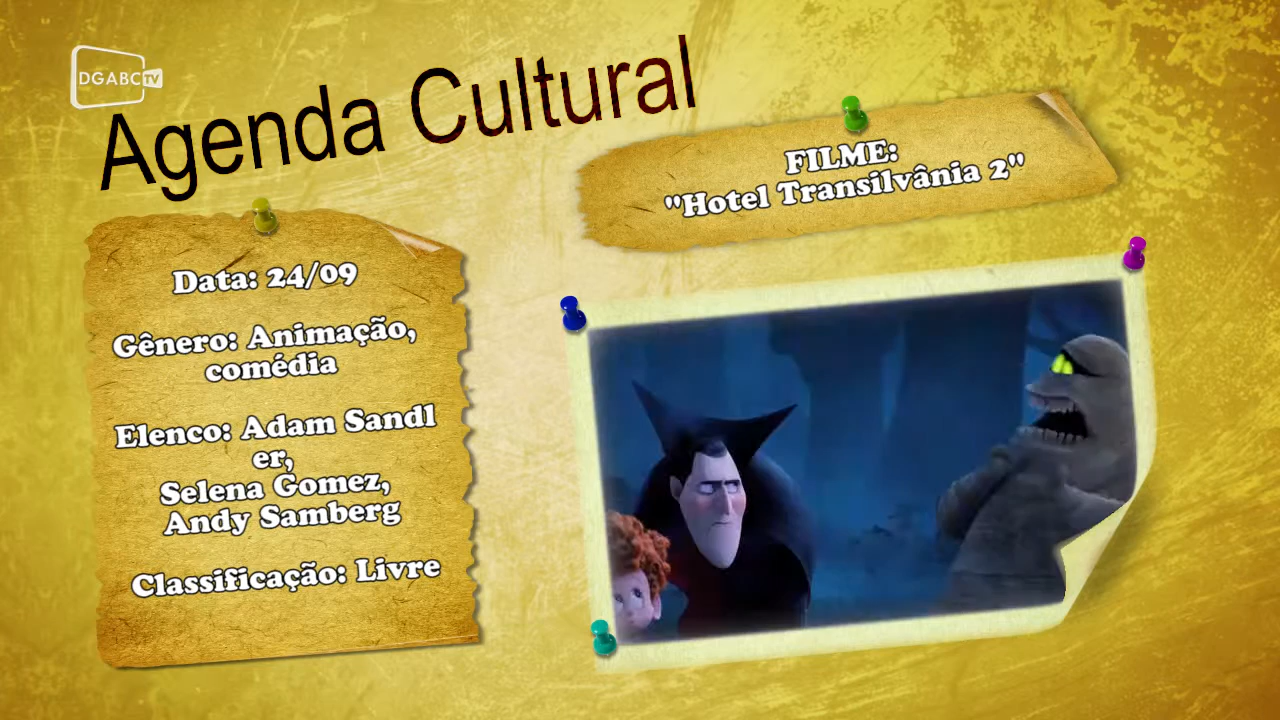 DGABC TV
Agenda Cultural
FILME:
"Hotel Transilvânia 2"
Data: 24/09
Gênero: Animação,
comédia
Elenco: Adam Sandl
er,
Selena Gomez,
Andy Samberg
Classificação: Livre